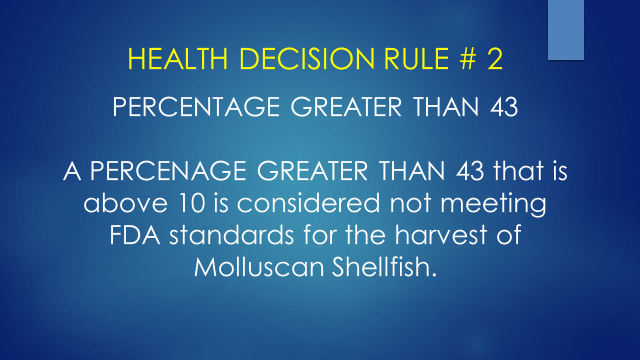 HEALTH DECISION RULE # 2
PERCENTAGE GREATER THAN 43
A PERCENAGE GREATER THAN 43 that is
above 10 is considered not meeting
FDA standards for the harvest of
Molluscan Shellfish.